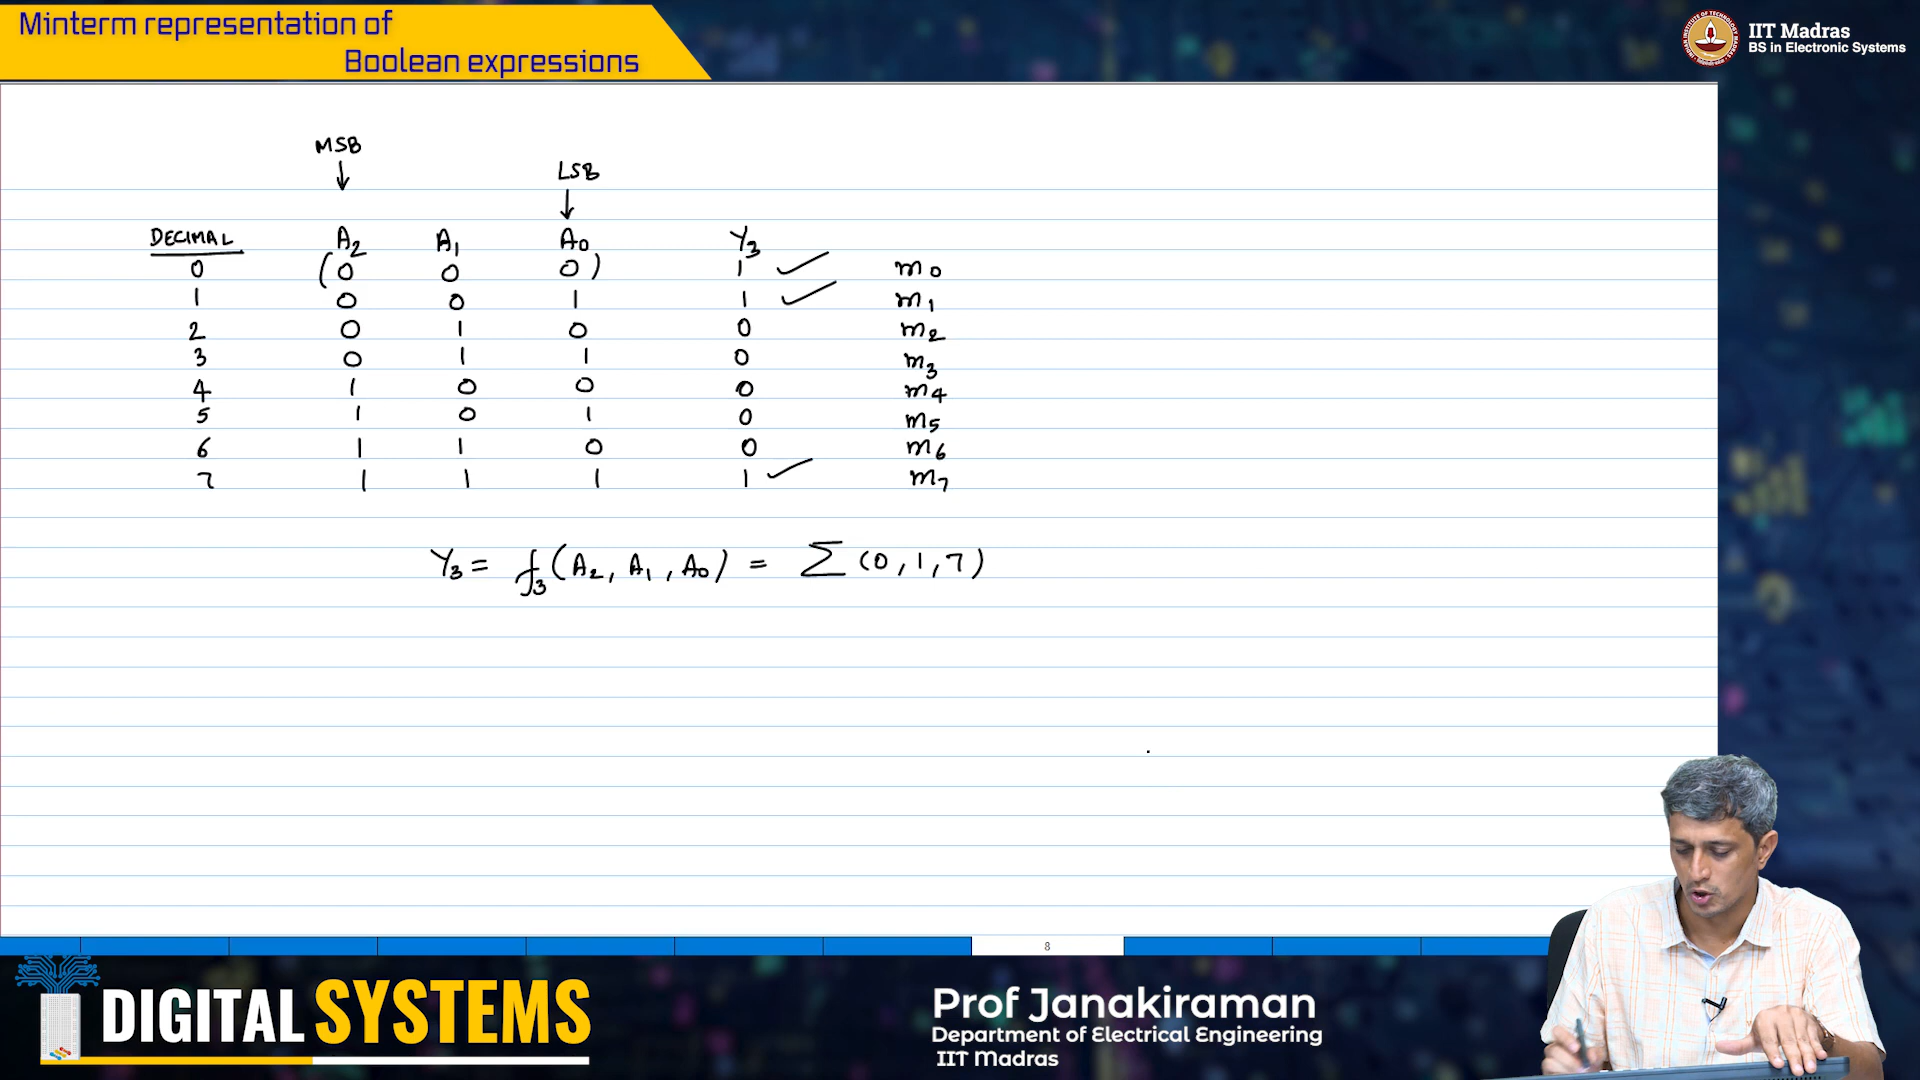 Minterm representation of
Boolean expressions
IIT Madras
BS in Electronic Systems
MSB
LSB
DECIMAL A2 A1 A0 Y3
0 (0 0 0) 1 ✓ m0
1 0 0 1 1 ✓ m1
2 0 1 0 0 m2
3 0 1 1 0 m3
4 1 0 0 0 m4
5 1 0 1 0 m5
6 1 1 0 0 m6
7 1 1 1 1 ✓ m7
Y3 = f3(A2, A1, A0) = Σ(0, 1, 7)
8
DIGITAL SYSTEMS
Prof Janakiraman
Department of Electrical Engineering
IIT Madras